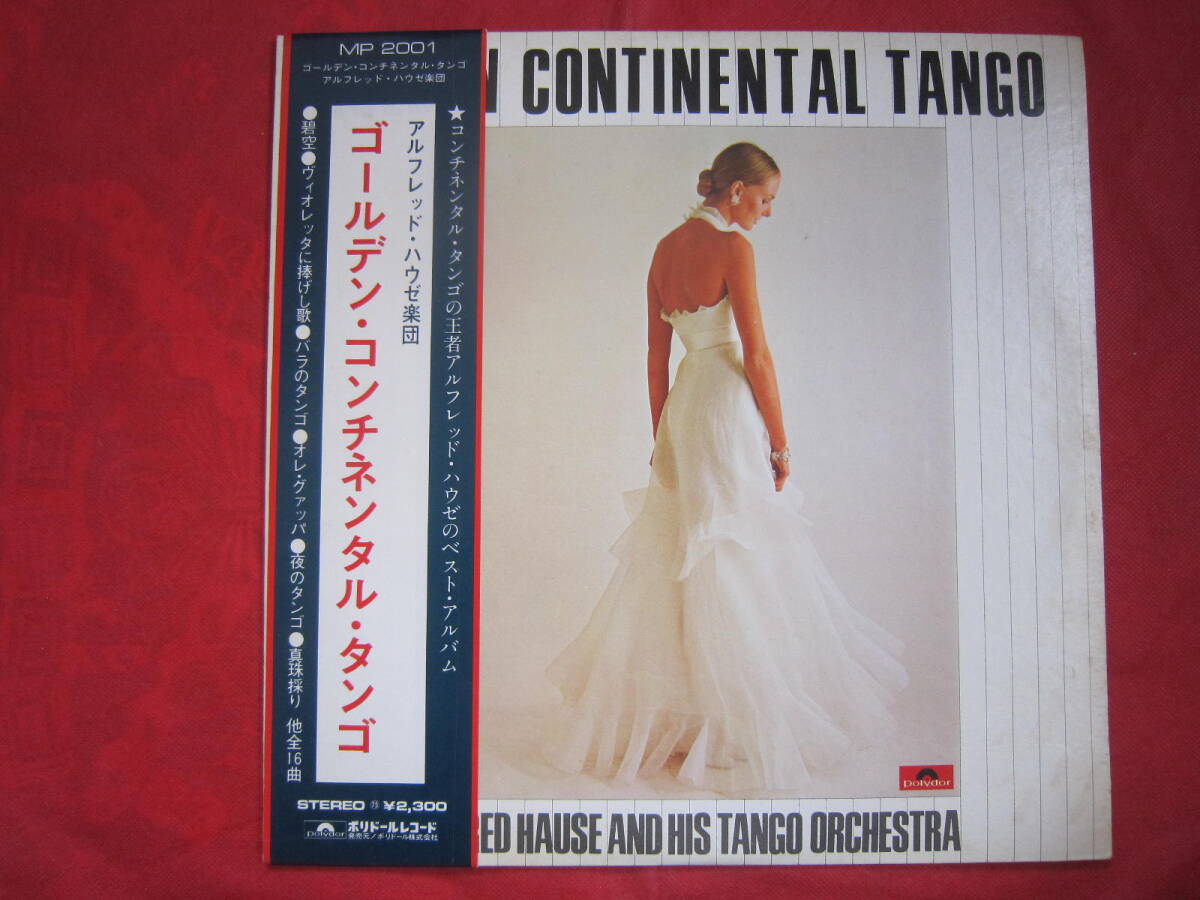 MP 2001
ゴールデン・コンチネンタル・タンゴ
アルフレッド・ハウゼ楽団
★コンチネンタル・タンゴの王者アルフレッド・ハウゼのベスト・アルバム
アルフレッド・ハウゼ楽団
ゴールデン・コンチネンタル・タンゴ
●碧空●ヴィオレッタに捧げし歌●バラのタンゴ●オレ・グァッパ●夜のタンゴ●真珠採り 他全16曲
STEREO ¥2,300
Polydor ポリドールレコード
発売元/ポリドール株式会社
N CONTINENTAL TANGO
Polydor
RED HAUSE AND HIS TANGO ORCHESTRA